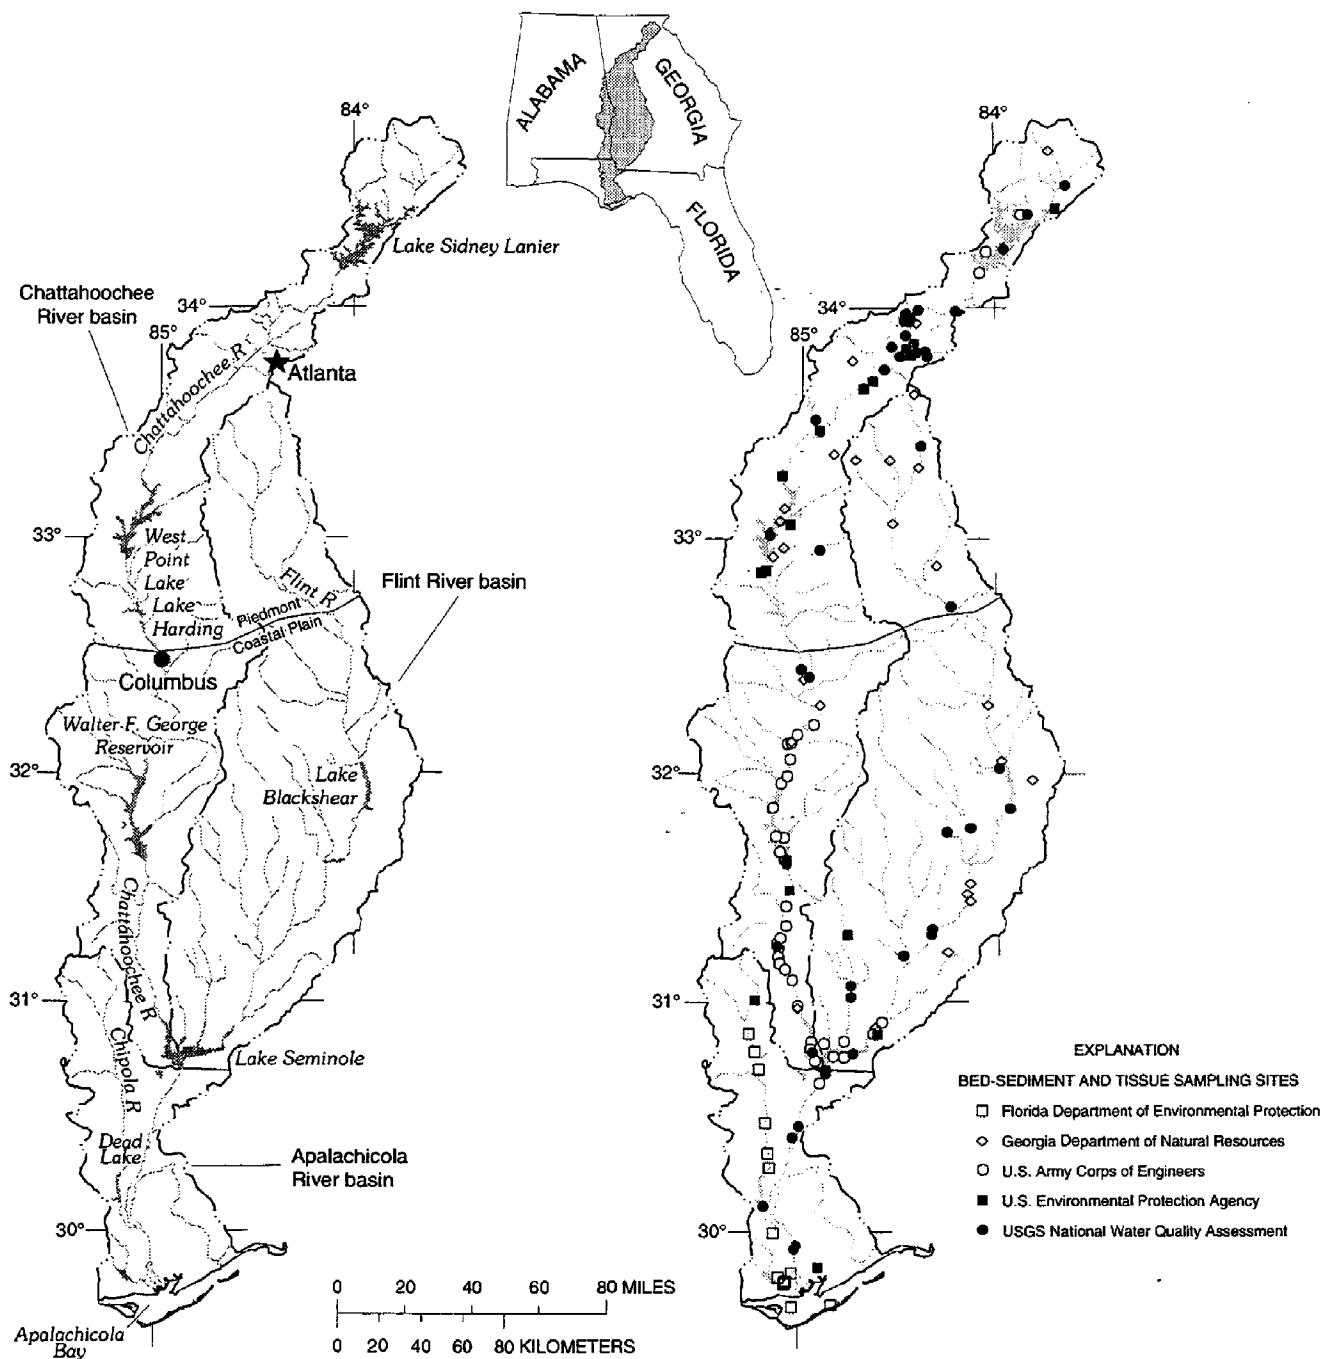 ALABAMA
GEORGIA
FLORIDA
84°
Lake Sidney Lanier
Chattahoochee
River basin
34°
85°
Chattahoochee R
Atlanta
33°
West
Point
Lake
Lake
Harding
Flint R
Flint River basin
Piedmont
Coastal Plain
Columbus
Walter F. George
Reservoir
32°
Lake
Blackshear
Chattahoochee R
31°
Chipola R
Lake Seminole
Dead
Lake
Apalachicola
River basin
30°
Apalachicola
Bay
0 20 40 60 80 MILES
0 20 40 60 80 KILOMETERS
84°
34°
85°
33°
32°
31°
30°
EXPLANATION
BED-SEDIMENT AND TISSUE SAMPLING SITES
Florida Department of Environmental Protection
Georgia Department of Natural Resources
U.S. Army Corps of Engineers
U.S. Environmental Protection Agency
USGS National Water Quality Assessment